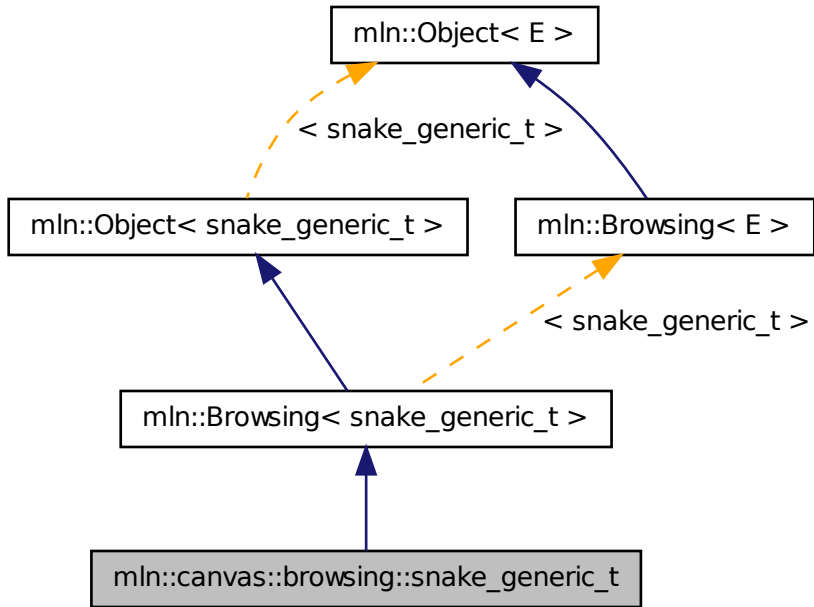 mln::Object< E >
< snake_generic_t >
mln::Object< snake_generic_t >
mln::Browsing< E >
< snake_generic_t >
mln::Browsing< snake_generic_t >
mln::canvas::browsing::snake_generic_t